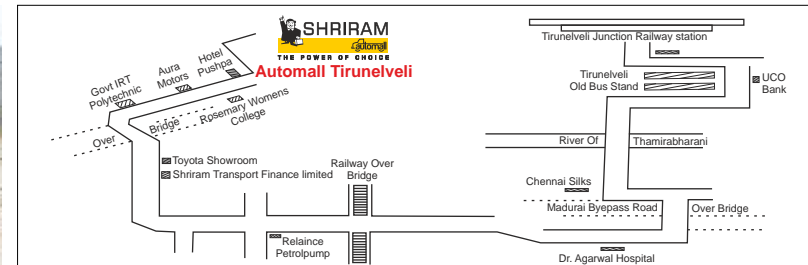 SHRIRAM
automall
THE POWER OF CHOICE
Automall Tirunelveli
Govt IRT
Polytechnic
Aura
Motors
Hotel
Pushpa
Over
Bridge
Rosemary Womens
College
Toyota Showroom
Shriram Transport Finance limited
Railway Over
Bridge
Relaince
Petrolpump
Tirunelveli Junction Railway station
Tirunelveli
Old Bus Stand
UCO
Bank
River Of Thamirabharani
Chennai Silks
Madurai Byepass Road
Over Bridge
Dr. Agarwal Hospital